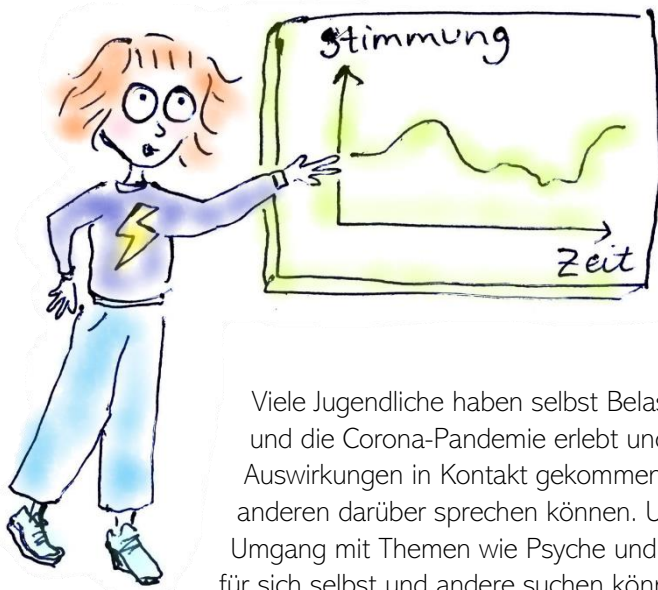 Stimmung
Zeit
Viele Jugendliche haben selbst
und die Corona-Pandemie erlebt
Auswirkungen in Kontakt gekommen
anderen darüber sprechen können.
Umgang mit Themen wie Psyche und
für sich selbst und andere suchen